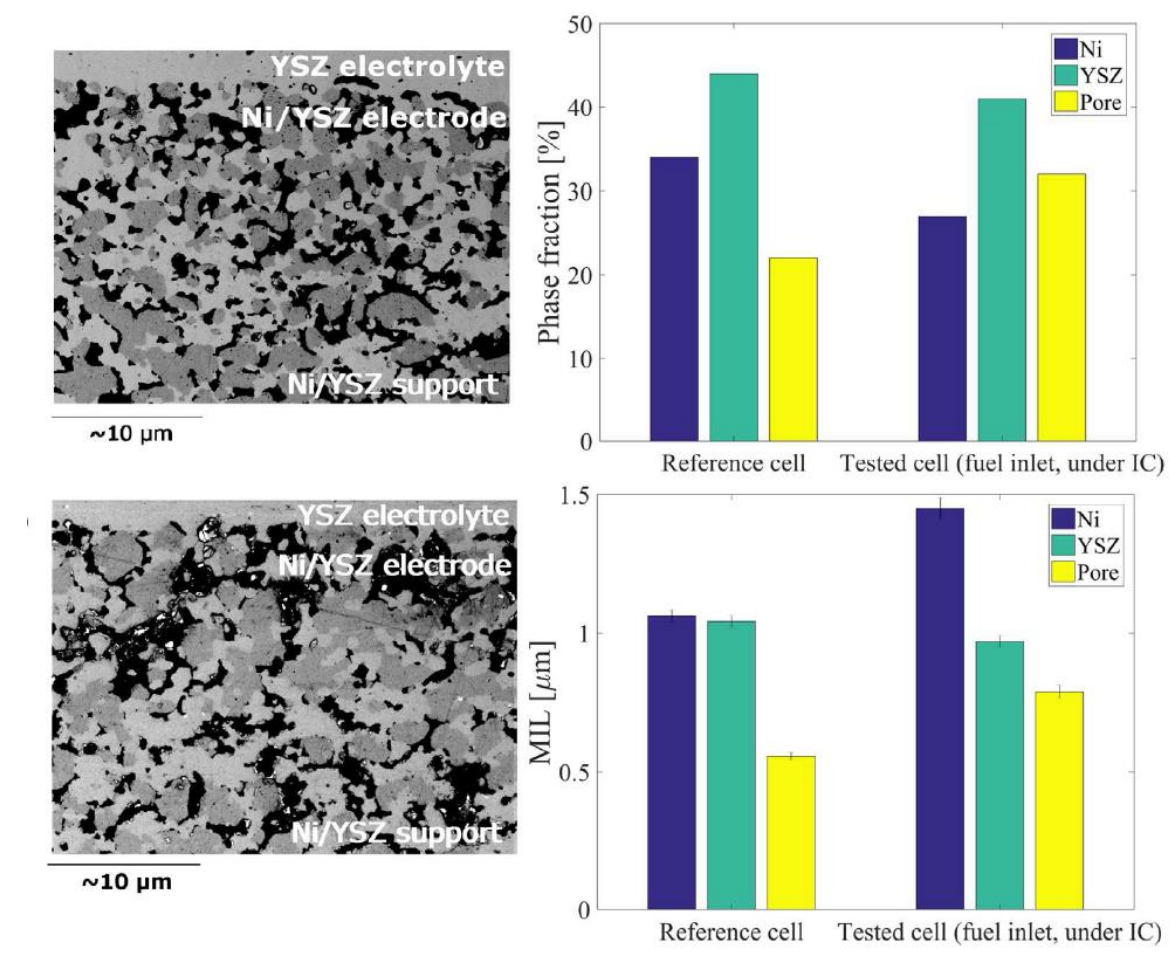 YSZ electrolyte
Ni/YSZ electrode
Ni/YSZ support
~10 µm
50
40
30
20
10
0
Phase fraction [%]
Ni
YSZ
Pore
Reference cell
Tested cell (fuel inlet, under IC)
YSZ electrolyte
Ni/YSZ electrode
Ni/YSZ support
~10 µm
1.5
1
0.5
0
MIL [µm]
Ni
YSZ
Pore
Reference cell
Tested cell (fuel inlet, under IC)